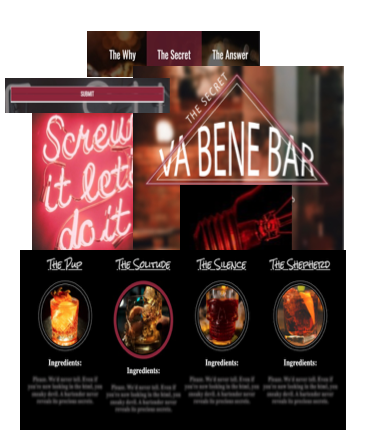 The Why The Secret The Answer
SUBMIT
THE SECRET
VA BENE BAR
Screw
it let's
do it
The Pup The Solitude The Silence The Shepherd
Ingredients: Ingredients: Ingredients: Ingredients:
Please. We'd never tell. Even if
you're now looking in the hind, you
sneaky devil. A bartender never
reveals its precious secrets.
Please. We'd never tell. Even if
you're now looking in the hind, you
sneaky devil. A bartender never
reveals its precious secrets.
Please. We'd never tell. Even if
you're now looking in the hind, you
sneaky devil. A bartender never
reveals its precious secrets.
Please. We'd never tell. Even if
you're now looking in the hind, you
sneaky devil. A bartender never
reveals its precious secrets.